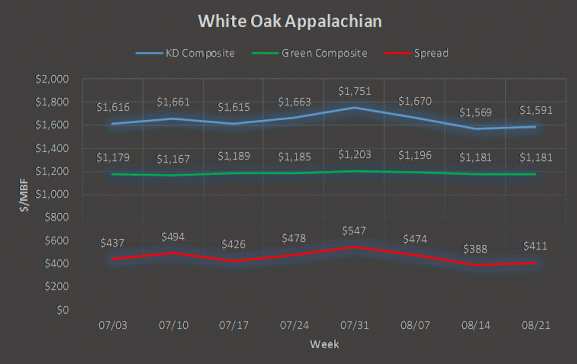 White Oak Appalachian
KD Composite Green Composite Spread
$2,000
$1,800
$1,600
$1,400
$1,200
$1,000
$800
$600
$400
$200
$0
$/MBF
$1,616 $1,661 $1,615 $1,663 $1,751 $1,670 $1,569 $1,591
$1,179 $1,167 $1,189 $1,185 $1,203 $1,196 $1,181 $1,181
$437 $494 $426 $478 $547 $474 $388 $411
07/03 07/10 07/17 07/24 07/31 08/07 08/14 08/21
Week